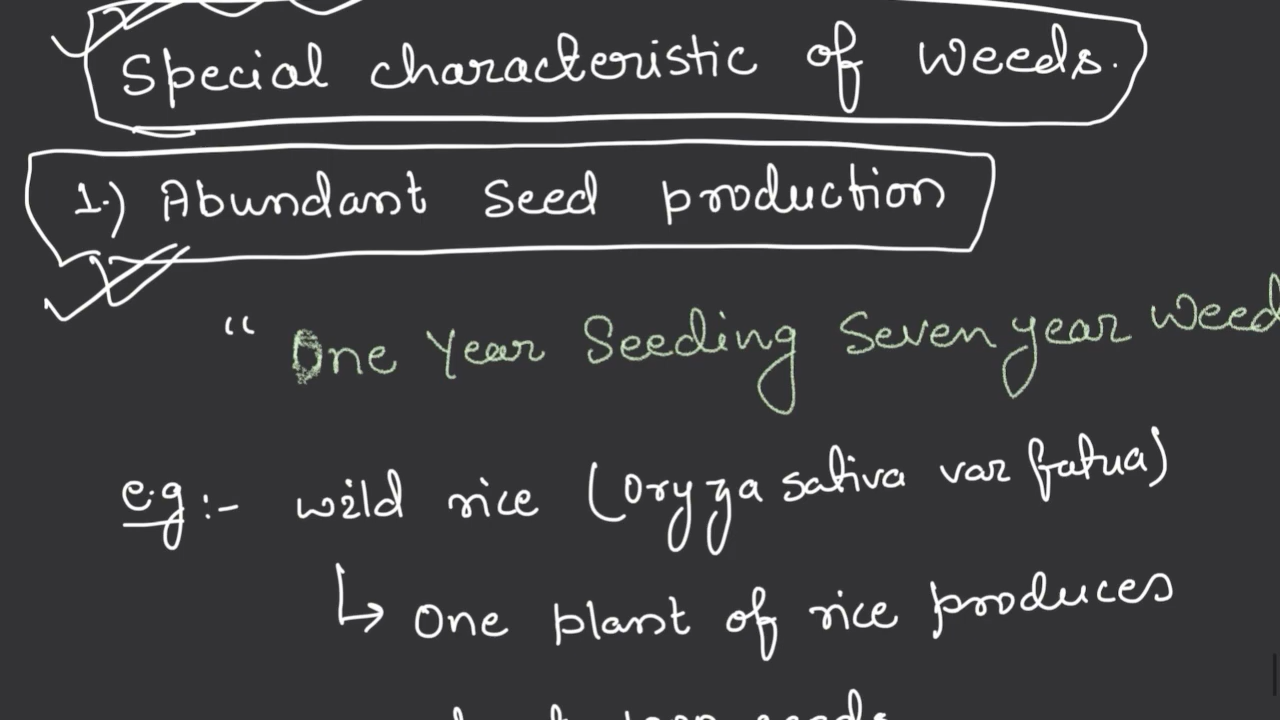 Special characteristic of weeds.
1.) Abundant seed production
“ One Year Seeding Seven year weed
e.g :- wild rice (oryza sativa var fatua)
↳ One plant of rice produces
seeds